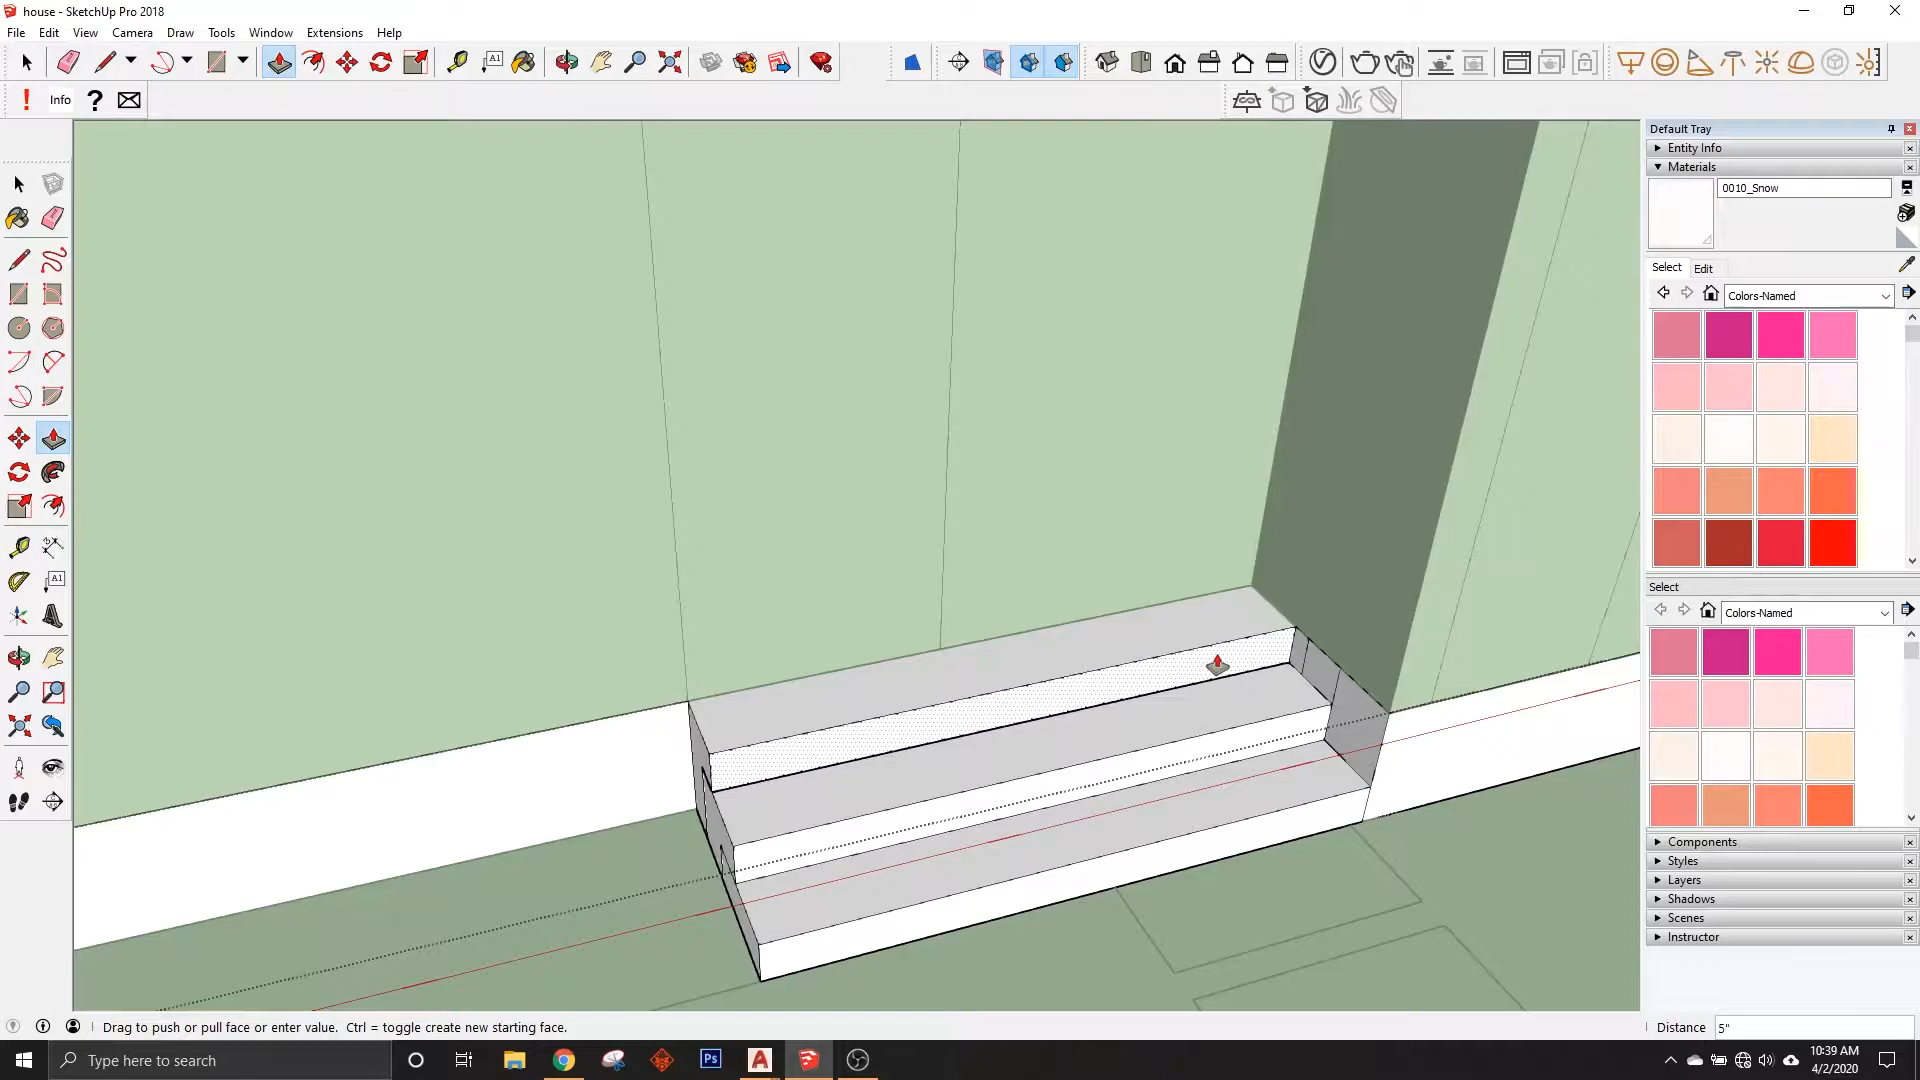 house - SketchUp Pro 2018
File Edit View Camera Draw Tools Window Extensions Help
A1
! Info ?
Default Tray
Entity Info
Materials
0010_Snow
Select Edit
Colors-Named
Select
Colors-Named
A1
Components
Styles
Layers
Shadows
Scenes
Instructor
Drag to push or pull face or enter value. Ctrl = toggle create new starting face.
Distance 5"
Type here to search
Ps
A
10:39 AM
4/2/2020